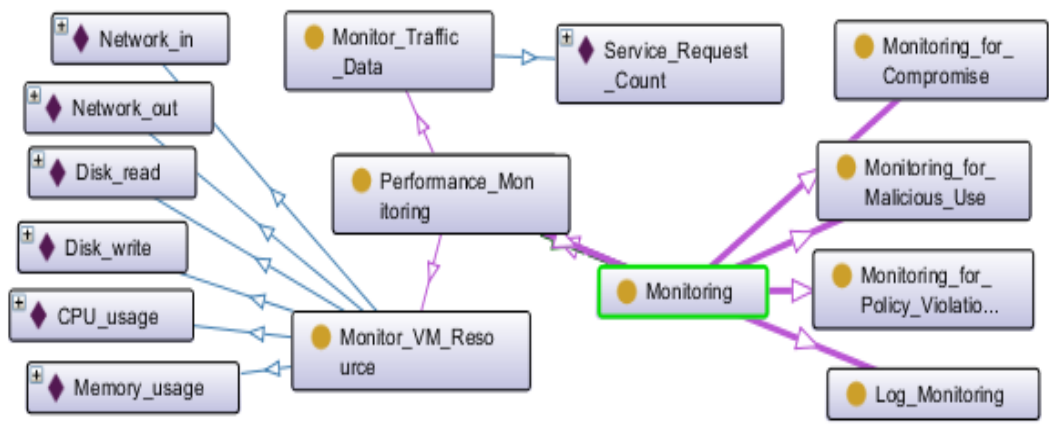 Network_in
Network_out
Disk_read
Disk_write
CPU_usage
Memory_usage
Monitor_Traffic
_Data
Service_Request
_Count
Performance_Mon
itoring
Monitor_VM_Reso
urce
Monitoring
Monitoring_for_
Compromise
Monitoring_for_
Malicious_Use
Monitoring_for_
Policy_Violatio...
Log_Monitoring